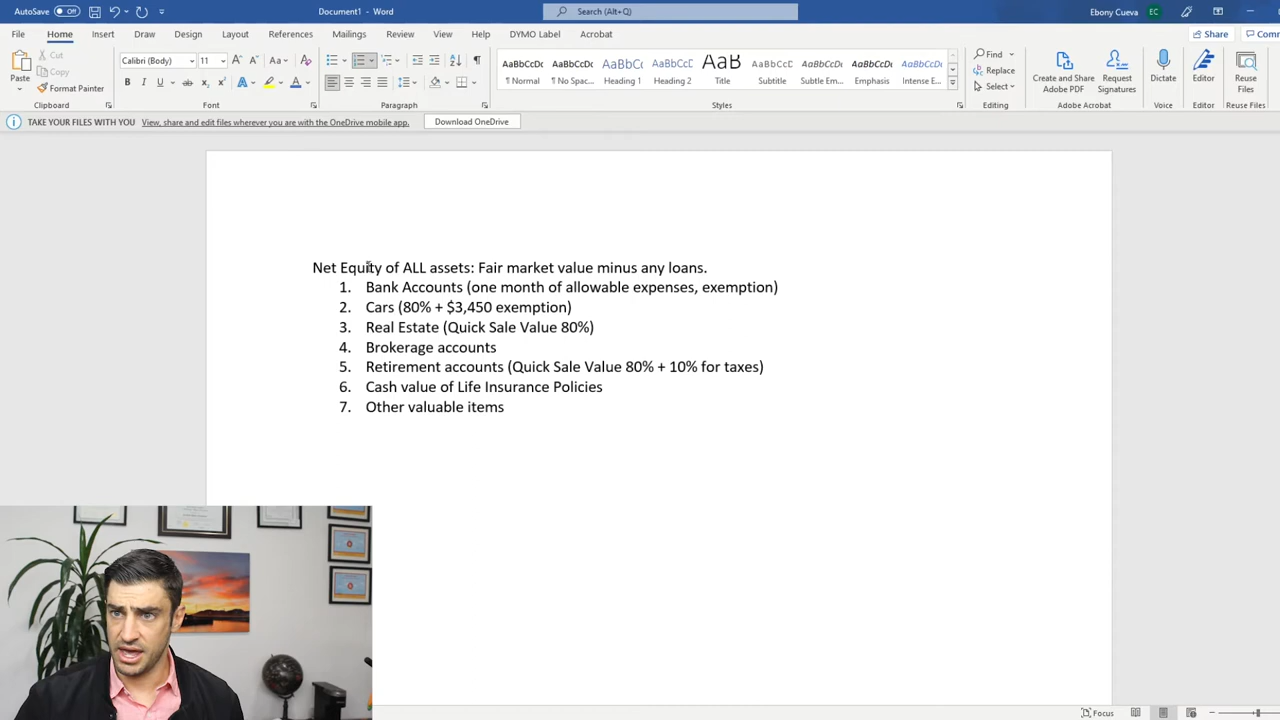 AutoSave Off Document1 - Word Search (Alt+Q) Ebony Cueva EC
File Home Insert Draw Design Layout References Mailings Review View Help DYMO Label Acrobat Share Comm
Paste Cut Copy Format Painter Clipboard
Calibri (Body) 11 Font
Paragraph
AaBbCcDc AaBbCcDc AaBbC( AaBbCcC AaB AaBbCcC AaBbCcDc AaBbCcDc AaBbCcDc
¶ Normal ¶ No Spac... Heading 1 Heading 2 Title Subtitle Subtle Em... Emphasis Intense E...
Styles
Find Replace Select Editing
Create and Share Adobe PDF Request Signatures Adobe Acrobat
Dictate Voice
Editor Editor
Reuse Files Reuse Files
TAKE YOUR FILES WITH YOU View, share and edit files wherever you are with the OneDrive mobile app. Download OneDrive
Net Equity of ALL assets: Fair market value minus any loans.
1. Bank Accounts (one month of allowable expenses, exemption)
2. Cars (80% + $3,450 exemption)
3. Real Estate (Quick Sale Value 80%)
4. Brokerage accounts
5. Retirement accounts (Quick Sale Value 80% + 10% for taxes)
6. Cash value of Life Insurance Policies
7. Other valuable items
Focus